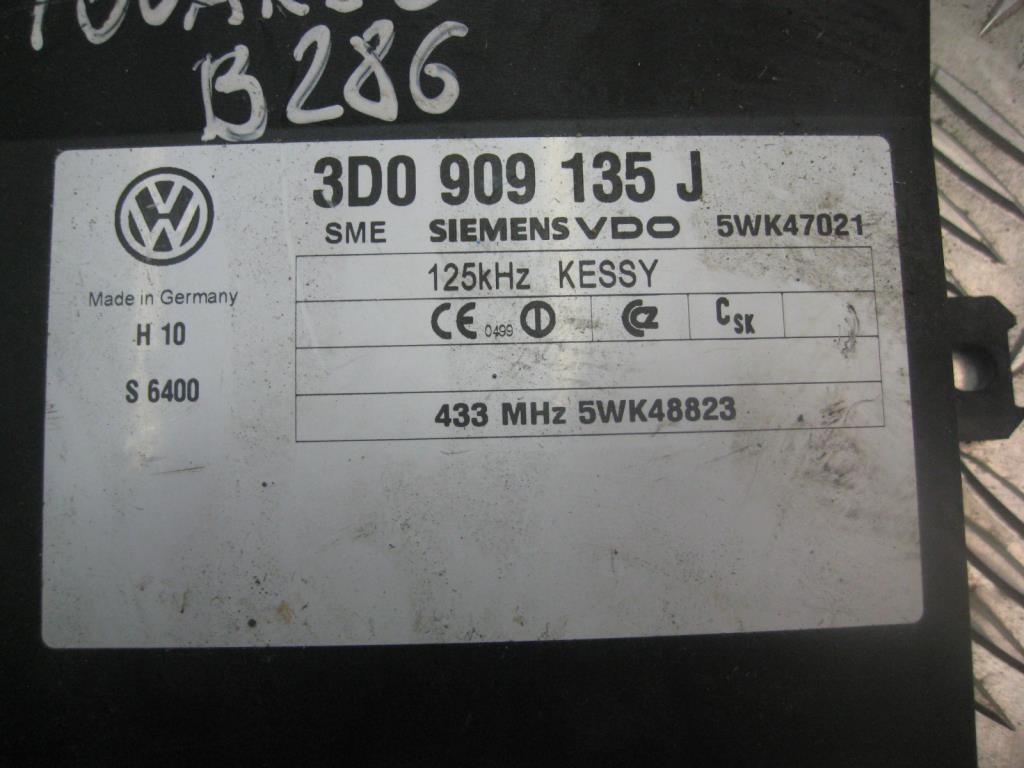 B286
3D0 909 135 J
SME SIEMENS VDO 5WK47021
125kHz KESSY
Made in Germany
CE 0499 CSK
H 10
S 6400
433 MHz 5WK48823